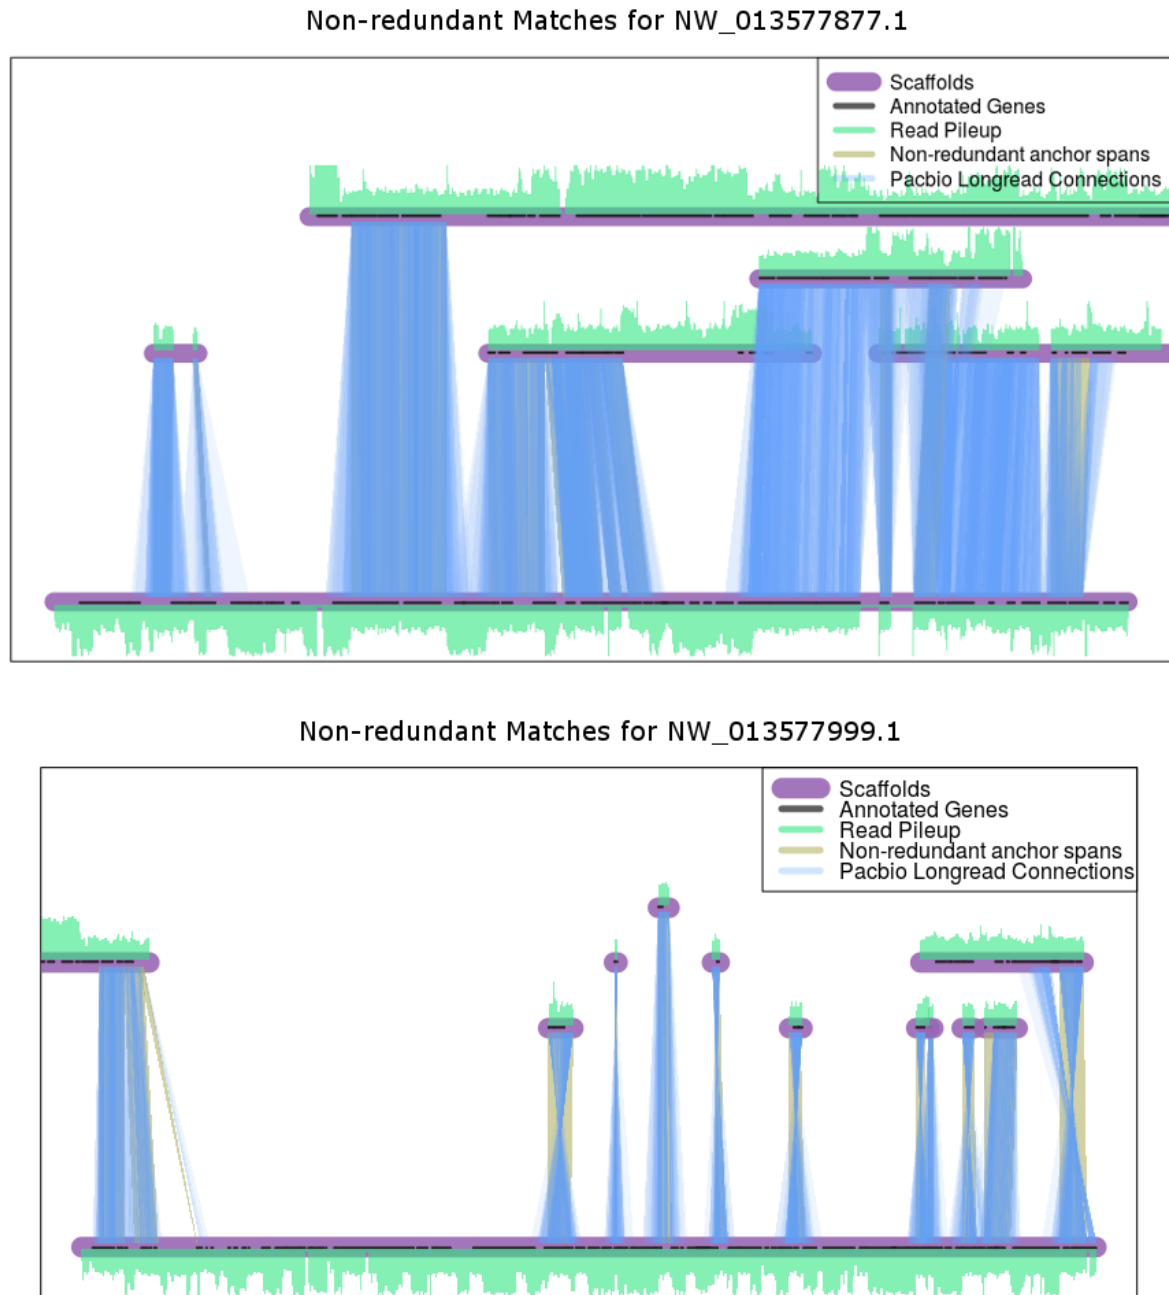 Non-redundant Matches for NW_013577877.1
Scaffolds
Annotated Genes
Read Pileup
Non-redundant anchor spans
Pacbio Longread Connections
Non-redundant Matches for NW_013577999.1
Scaffolds
Annotated Genes
Read Pileup
Non-redundant anchor spans
Pacbio Longread Connections